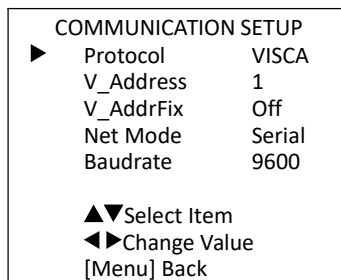 COMMUNICATION SETUP
▶ Protocol VISCA
V_Address 1
V_AddrFix Off
Net Mode Serial
Baudrate 9600
▲▼Select Item
◀▶Change Value
[Menu] Back